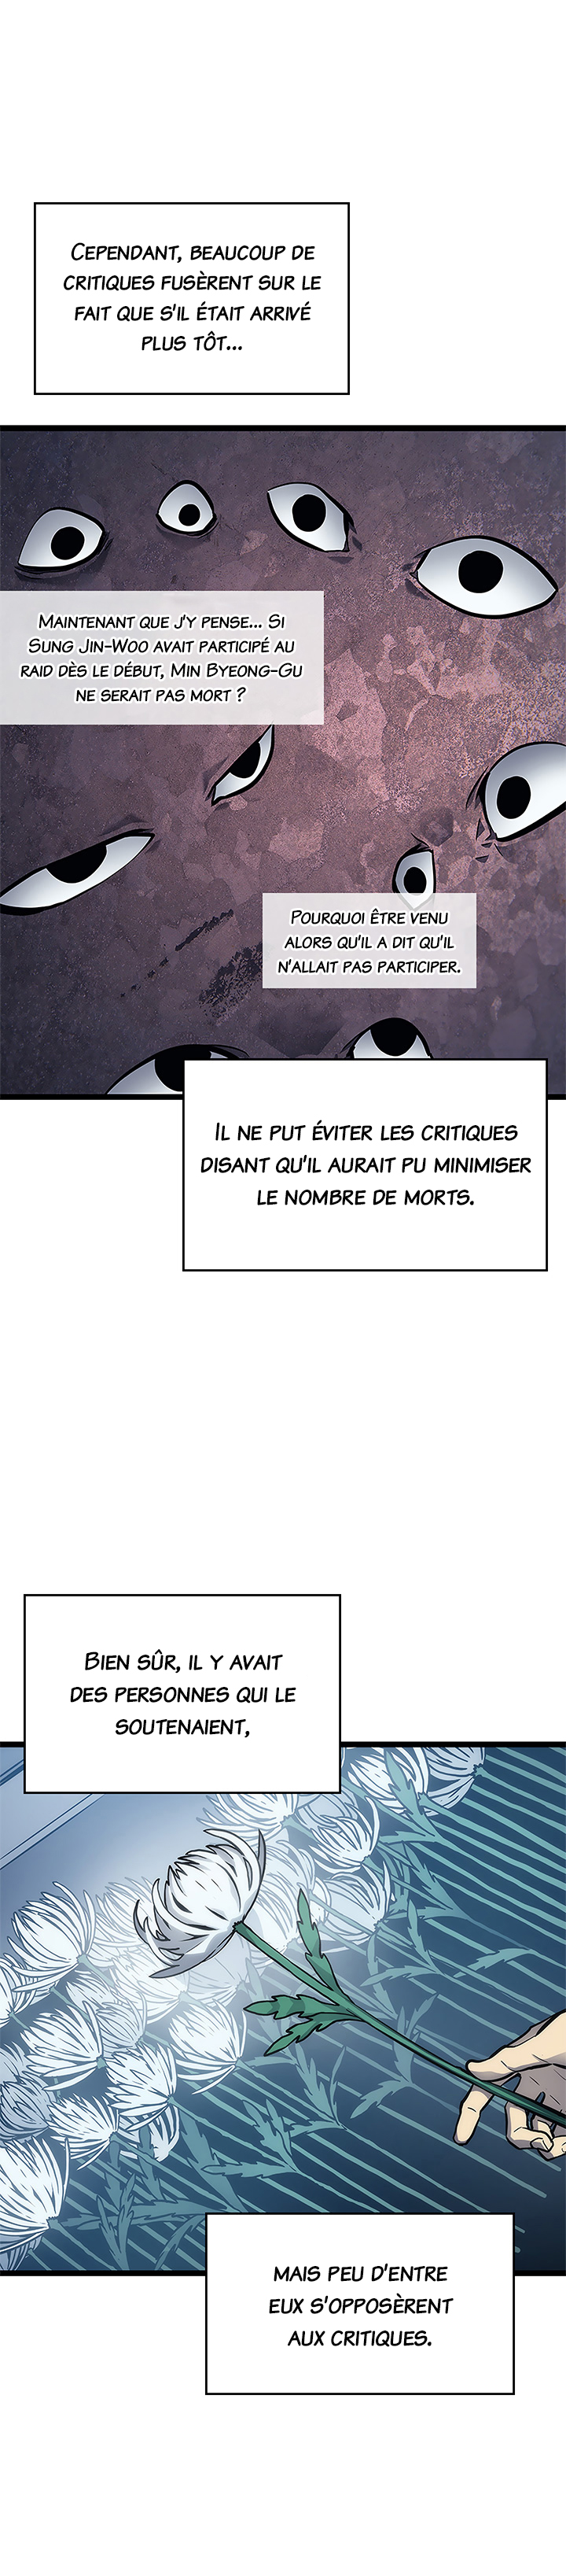 CEPENDANT, BEAUCOUP DE
CRITIQUES FUSÈRENT SUR LE
FAIT QUE S'IL ÉTAIT ARRIVÉ
PLUS TÔT...
MAINTENANT QUE J'Y PENSE... SI
SUNG JIN-WOO AVAIT PARTICIPÉ AU
RAID DÈS LE DÉBUT, MIN BYEONG-GU
NE SERAIT PAS MORT ?
POURQUOI ÊTRE VENU
ALORS QU'IL A DIT QU'IL
N'ALLAIT PAS PARTICIPER.
IL NE PUT ÉVITER LES CRITIQUES
DISANT QU'IL AURAIT PU MINIMISER
LE NOMBRE DE MORTS.
BIEN SÛR, IL Y AVAIT
DES PERSONNES QUI LE
SOUTENAIENT,
MAIS PEU D'ENTRE
EUX S'OPPOSÈRENT
AUX CRITIQUES.